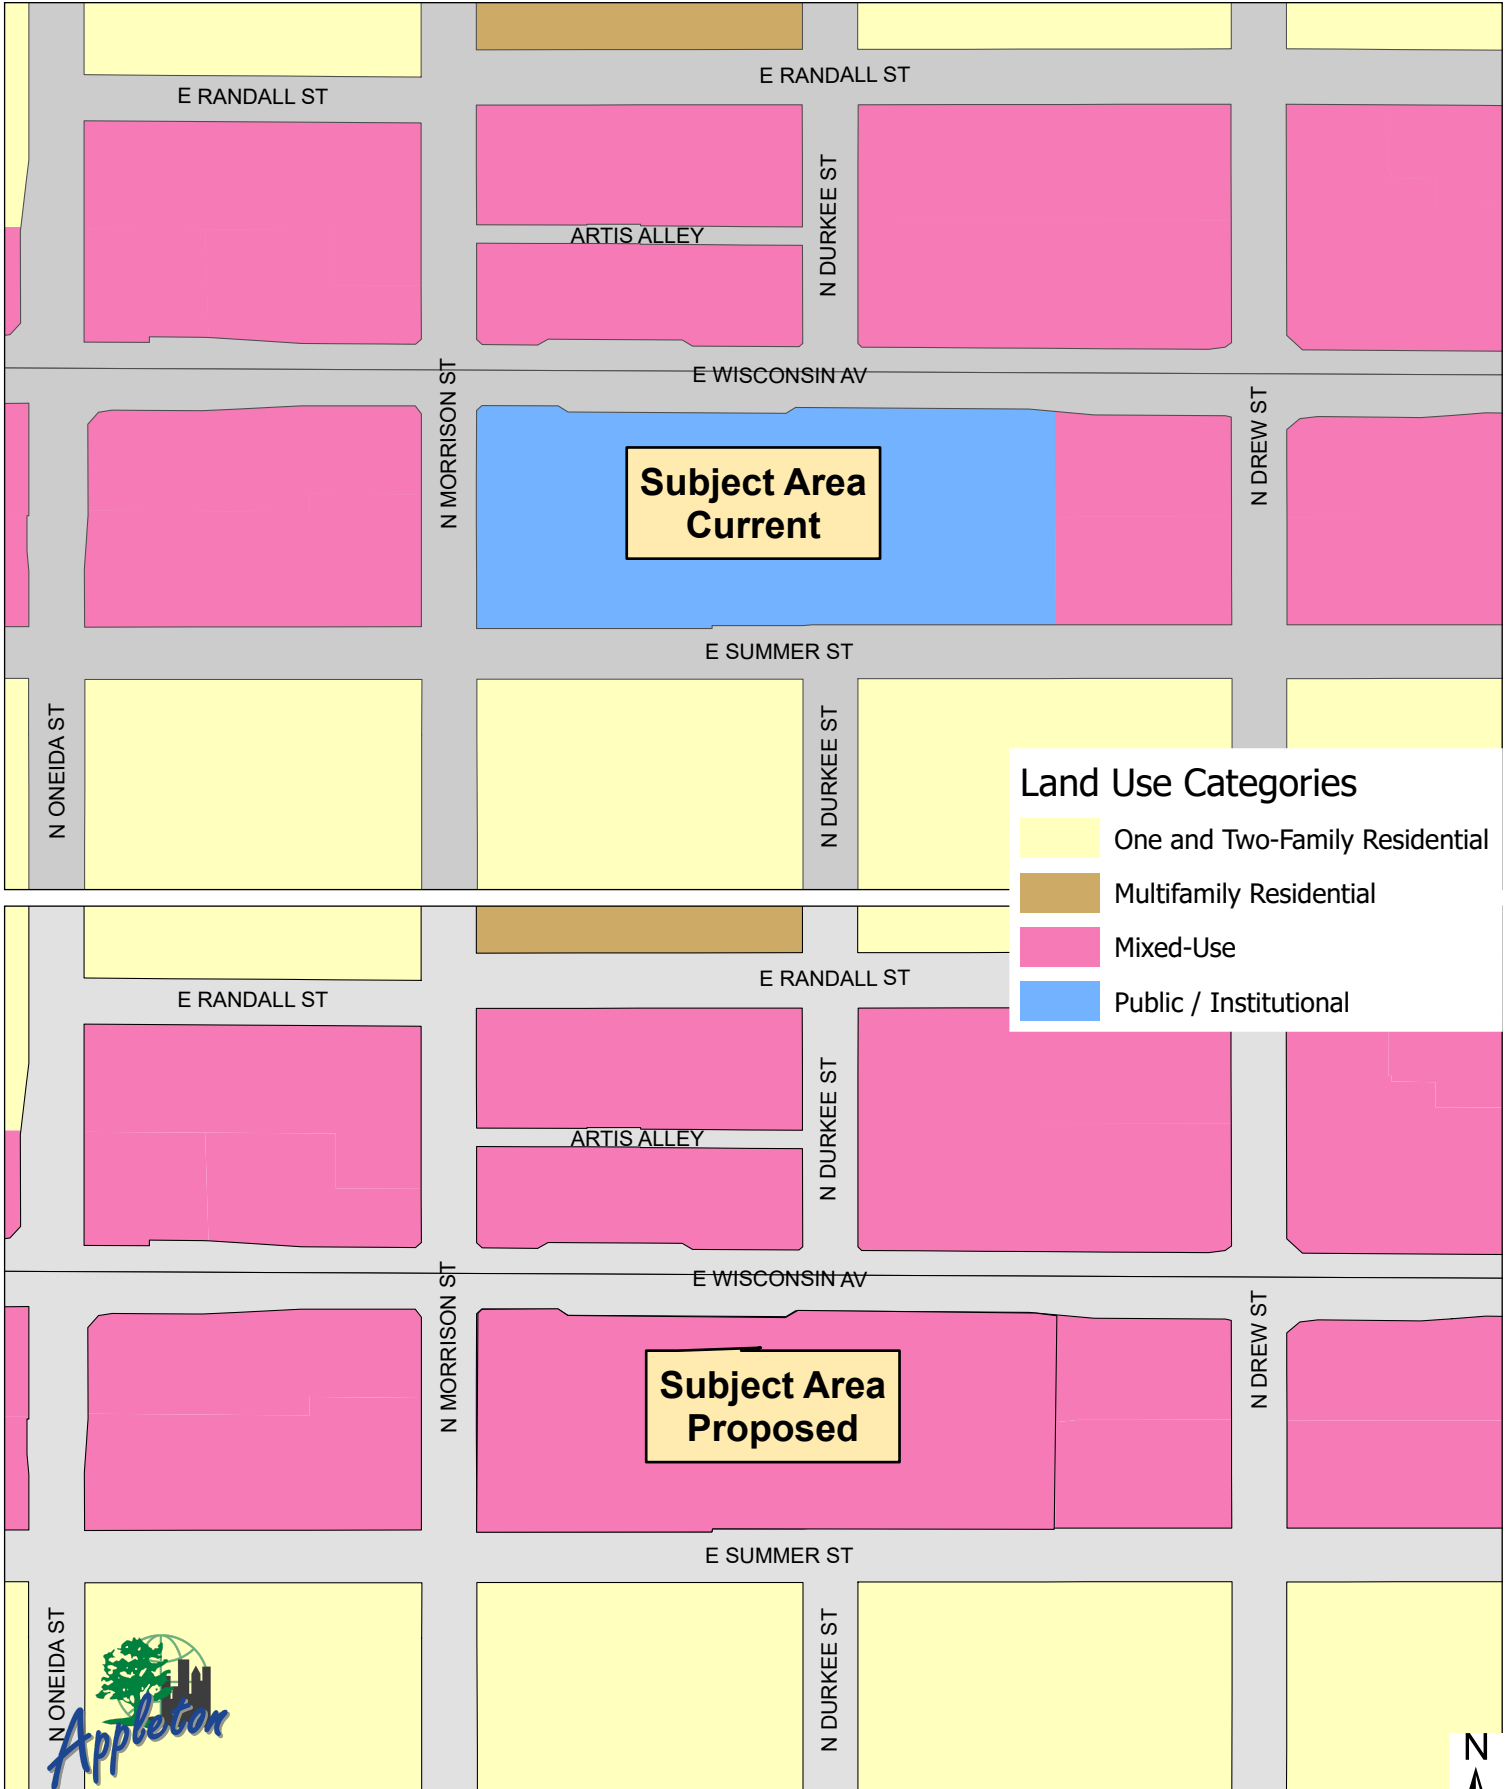 E RANDALL ST
E RANDALL ST
N DURKEE ST
ARTIS ALLEY
E WISCONSIN AV
N MORRISON ST
N DREW ST
Subject Area
Current
E SUMMER ST
N ONEIDA ST
N DURKEE ST
Land Use Categories
One and Two-Family Residential
Multifamily Residential
Mixed-Use
Public / Institutional
E RANDALL ST
E RANDALL ST
N DURKEE ST
ARTIS ALLEY
E WISCONSIN AV
N MORRISON ST
N DREW ST
Subject Area
Proposed
E SUMMER ST
N ONEIDA ST
N DURKEE ST
Appleton
N